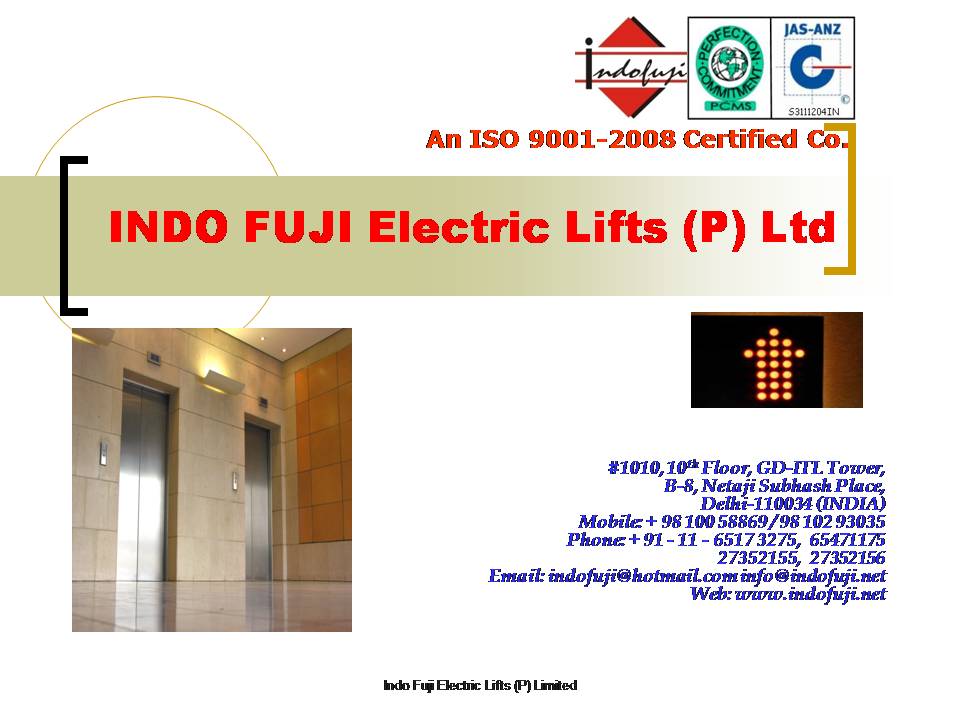 indofuji
PERFECTION
COMMITMENT
PCMS
JAS-ANZ
C
S3111204IN
©
An ISO 9001-2008 Certified Co.
INDO FUJI Electric Lifts (P) Ltd
#1010, 10th Floor, GD-ITL Tower,
B-8, Netaji Subhash Place,
Delhi-110034 (INDIA)
Mobile: + 98 100 58869 / 98 102 93035
Phone: + 91 - 11 - 6517 3275, 65471175
27352155, 27352156
Email: indofuji@hotmail.com info@indofuji.net
Web: www.indofuji.net
Indo Fuji Electric Lifts (P) Limited